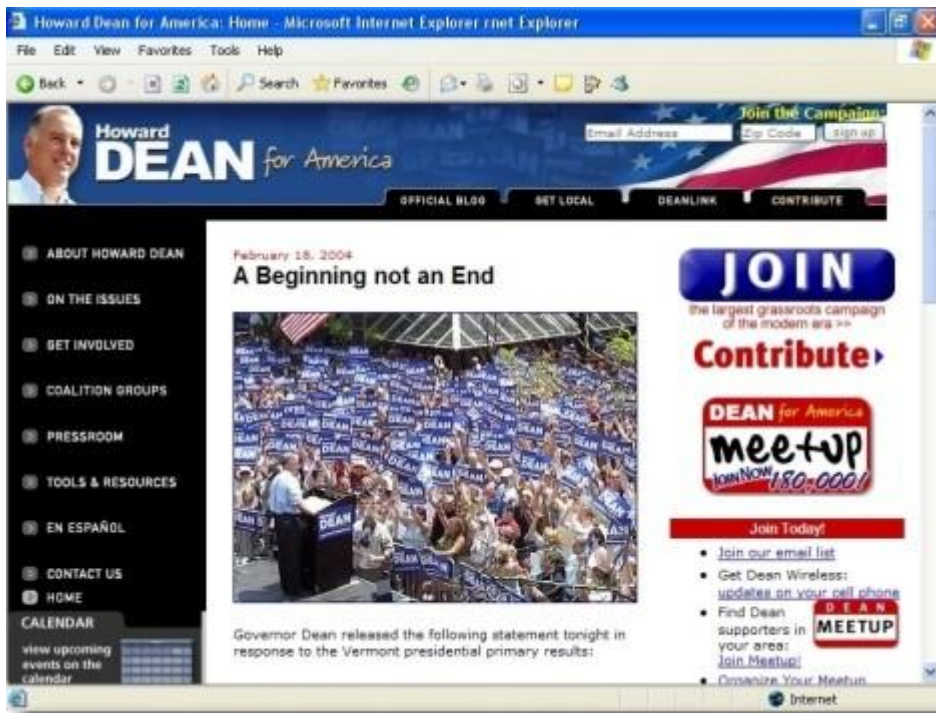 Howard Dean for America: Home - Microsoft Internet Explorer rnet Explorer
File Edit View Favorites Tools Help
Back Search Favorites
Howard
DEAN for America
Join the Campaign:
Email Address Zip Code sign up
OFFICIAL BLOG GET LOCAL DEANLINK CONTRIBUTE
ABOUT HOWARD DEAN
ON THE ISSUES
GET INVOLVED
COALITION GROUPS
PRESSROOM
TOOLS & RESOURCES
EN ESPAÑOL
CONTACT US
HOME
CALENDAR
view upcoming
events on the
calendar
February 18, 2004
A Beginning not an End
DEAN
Governor Dean released the following statement tonight in
response to the Vermont presidential primary results:
JOIN
the largest grassroots campaign
of the modern era >>
Contribute
DEAN for America
meetup
Join Now 180,000!
Join Today!
Join our email list
Get Dean Wireless:
updates on your cell phone
Find Dean
supporters in
your area:
Join Meetup!
DEAN
MEETUP
Organize Your Meetup
Internet